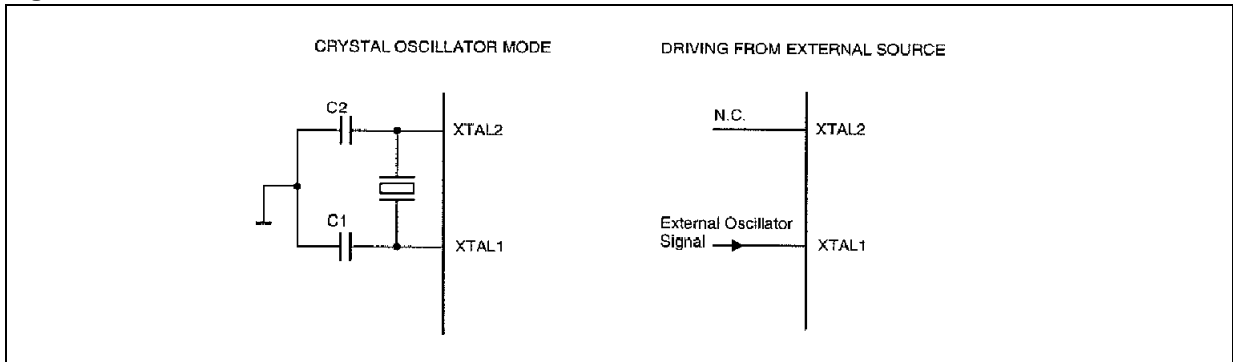 CRYSTAL OSCILLATOR MODE
C2
XTAL2
C1
XTAL1
DRIVING FROM EXTERNAL SOURCE
N.C.
XTAL2
External Oscillator
Signal
XTAL1